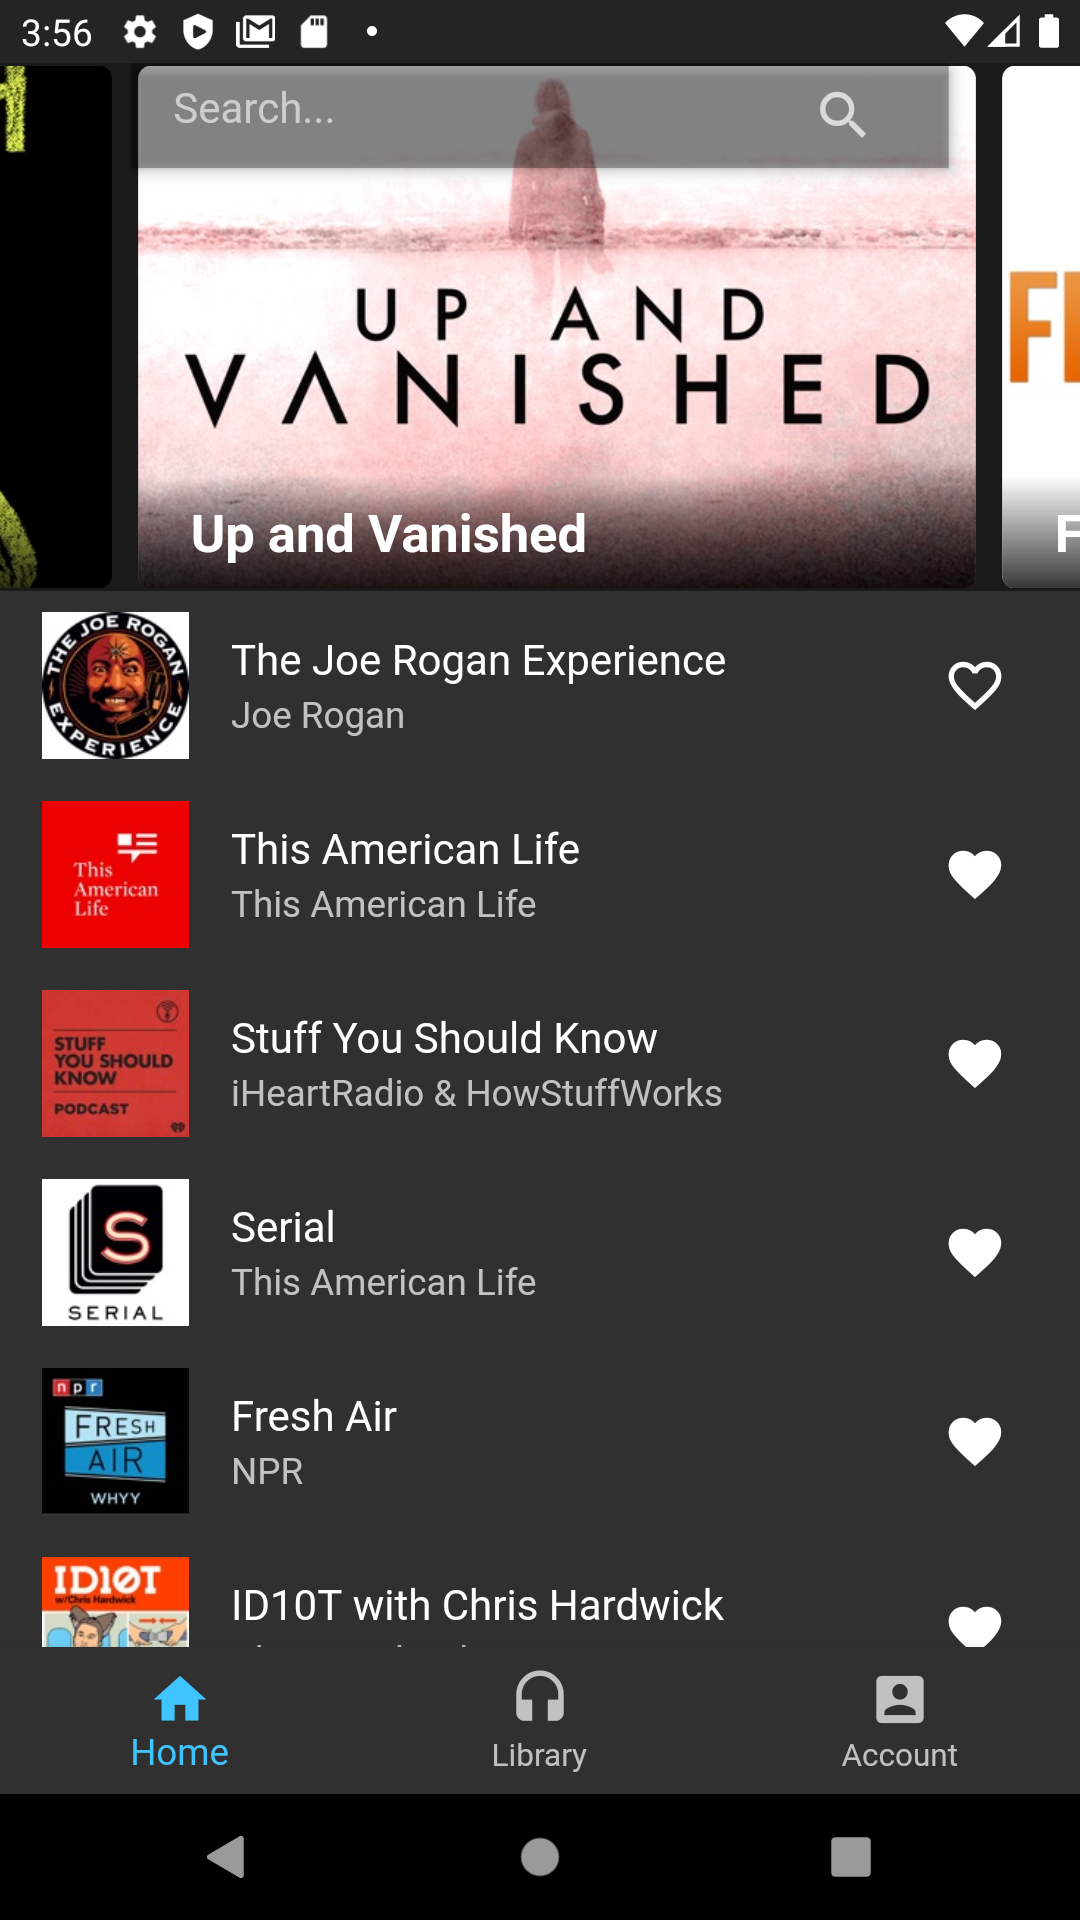 3:56
Search...
UP AND
VANISHED
FI
Up and Vanished
F
THE JOE ROGAN
EXPERIENCE
The Joe Rogan Experience
Joe Rogan
This
American
Life
This American Life
This American Life
STUFF
YOU SHOULD
KNOW
PODCAST
Stuff You Should Know
iHeartRadio & HowStuffWorks
S
SERIAL
Serial
This American Life
npr
FRESH
AIR
WHYY
Fresh Air
NPR
ID10T
w/Chris Hardwick
ID10T with Chris Hardwick
Home
Library
Account